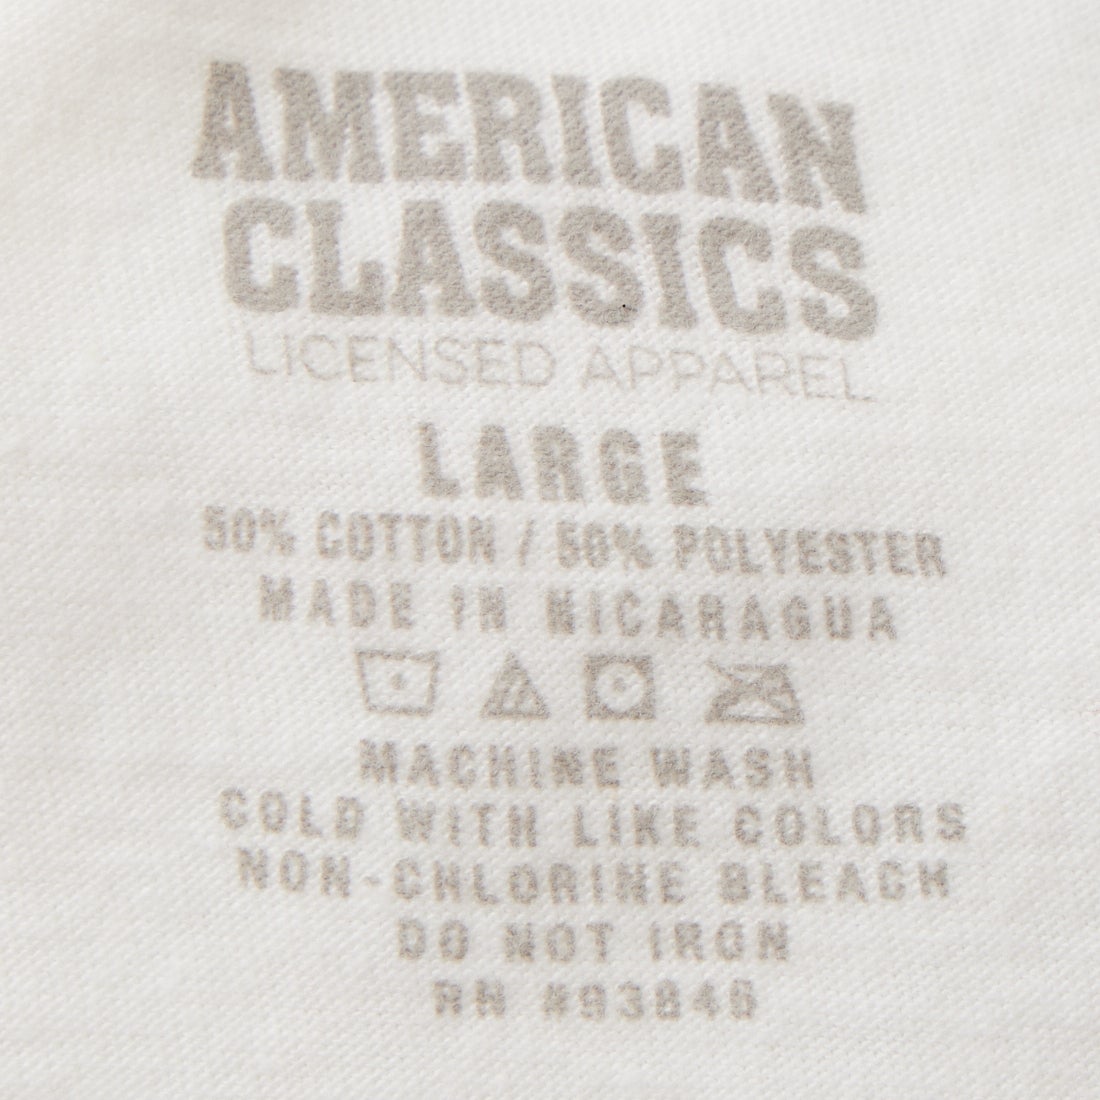 AMERICAN
CLASSICS
LICENSED APPAREL
LARGE
50% COTTON / 50% POLYESTER
MADE IN NICARAGUA
MACHINE WASH
COLD WITH LIKE COLORS
NON-CHLORINE BLEACH
DO NOT IRON
RN